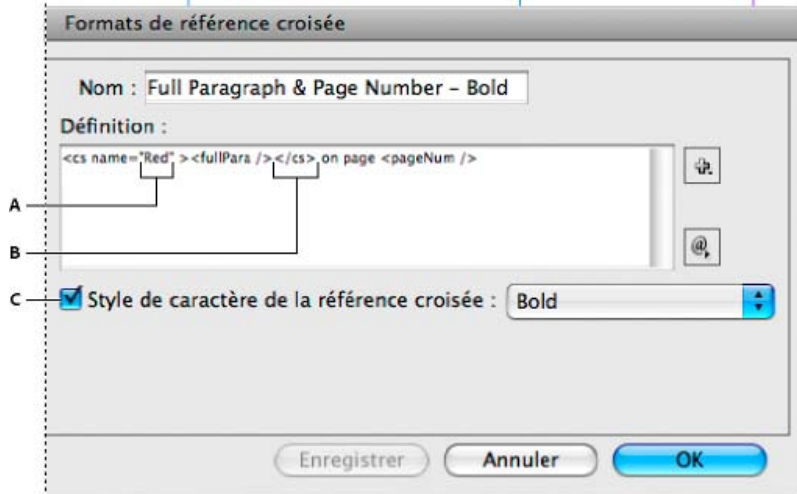 Formats de référence croisée
Nom : Full Paragraph & Page Number – Bold
Définition :
<cs name="Red" ><fullPara /></cs> on page <pageNum />
A
B
@
C Style de caractère de la référence croisée : Bold
Enregistrer Annuler OK